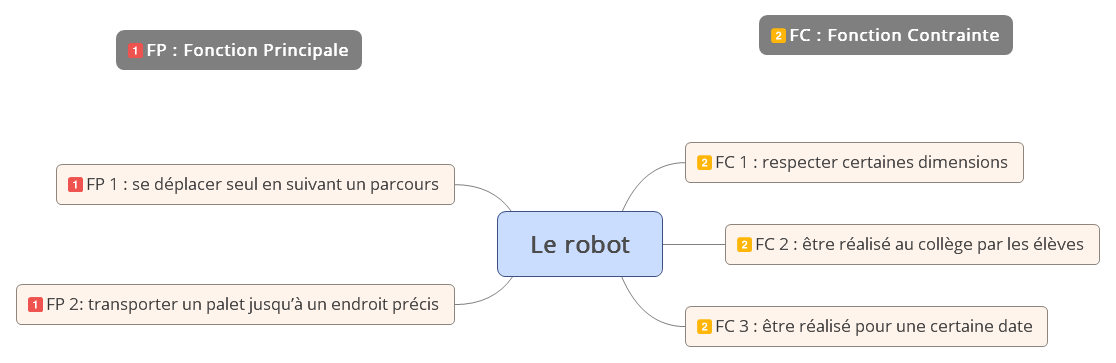 1 FP : Fonction Principale
2 FC : Fonction Contrainte
1 FP 1 : se déplacer seul en suivant un parcours
1 FP 2: transporter un palet jusqu’à un endroit précis
Le robot
2 FC 1 : respecter certaines dimensions
2 FC 2 : être réalisé au collège par les élèves
2 FC 3 : être réalisé pour une certaine date